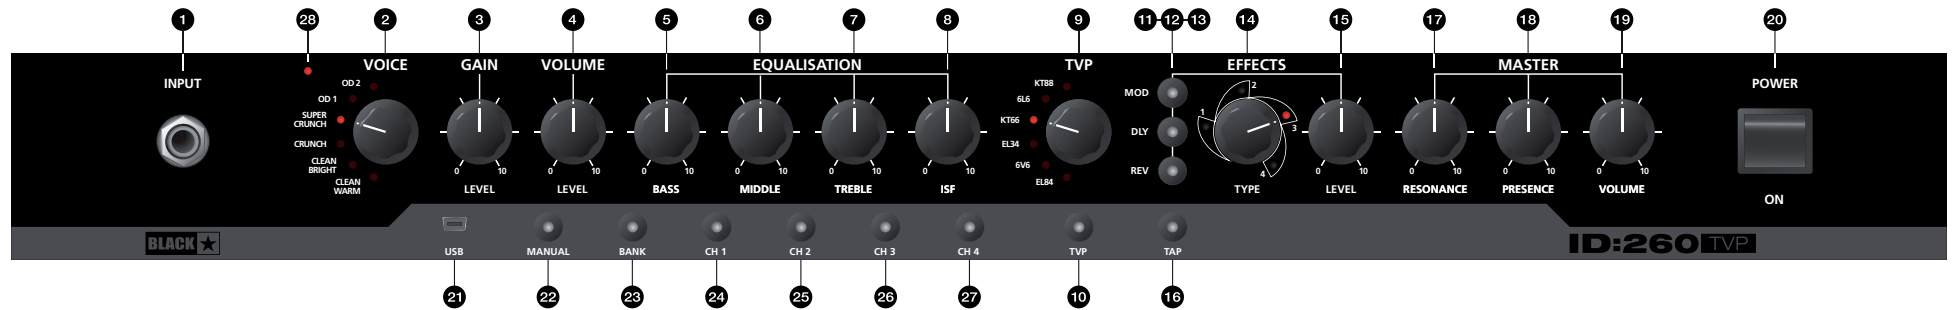 1 28 2 3 4 5 6 7 8 9 11 12 13 14 15 17 18 19 20
VOICE GAIN VOLUME EQUALISATION TVP EFFECTS MASTER
INPUT POWER
OD 2
OD 1
SUPER
CRUNCH
CRUNCH
CLEAN
BRIGHT
CLEAN
WARM
0 10
LEVEL
0 10
LEVEL
0 10
BASS
0 10
MIDDLE
0 10
TREBLE
0 10
ISF
KT88
6L6
KT66
EL34
6V6
EL84
MOD
DLY
REV
1
2
3
4
TYPE
0 10
LEVEL
0 10
RESONANCE
0 10
PRESENCE
0 10
VOLUME
ON
BLACK
USB MANUAL BANK CH 1 CH 2 CH 3 CH 4 TVP TAP
ID:260 TVP
21 22 23 24 25 26 27 10 16